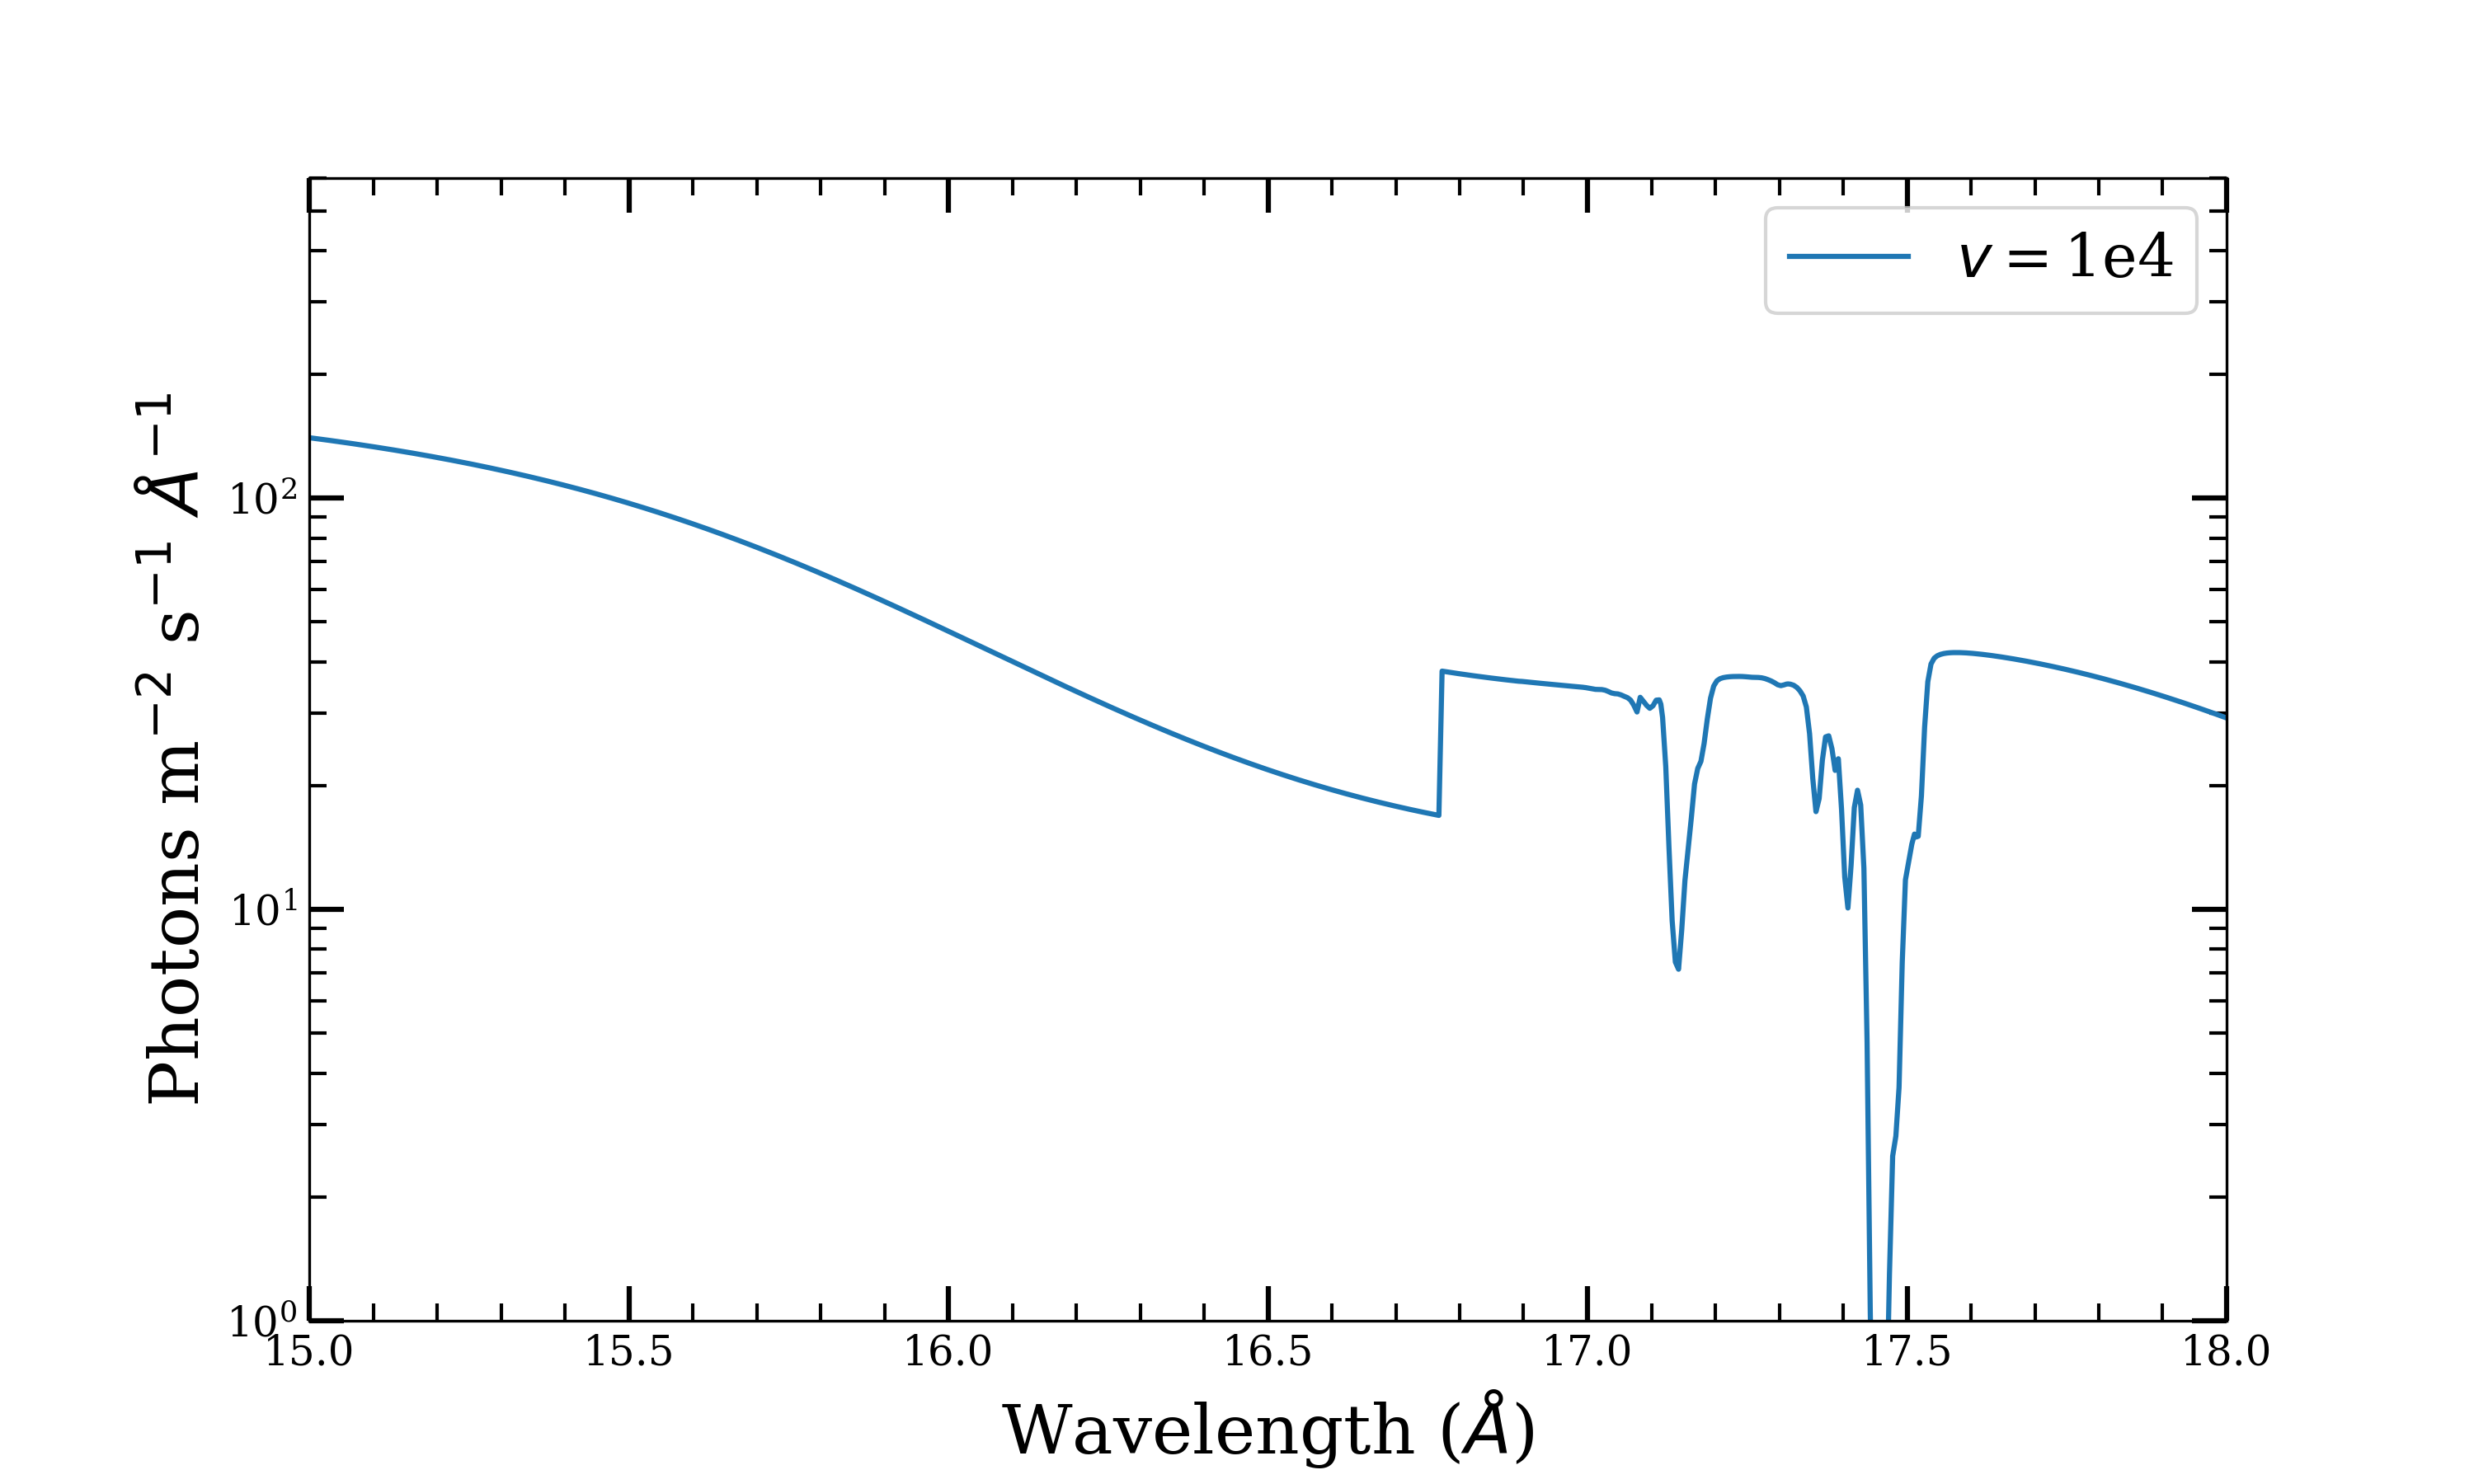 v = 1e4
Photons m⁻² s⁻¹ Å⁻¹
10²
10¹
10⁰
15.0 15.5 16.0 16.5 17.0 17.5 18.0
Wavelength (Å)